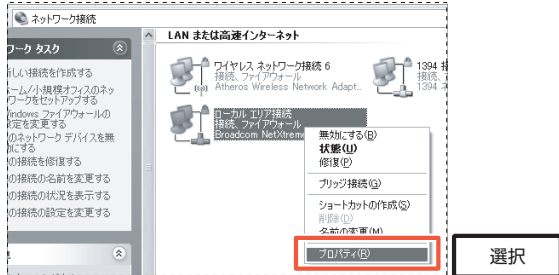 ネットワーク接続
LAN または高速インターネット
ワーク タスク
新しい接続を作成する
ホーム/小規模オフィスのネッ
ワークをセットアップする
Windows ファイアウォールの
設定を変更する
このネットワーク デバイスを無
効にする
の接続を修復する
の接続の名前を変更する
の接続の状況を表示する
の接続の設定を変更する
ワイヤレス ネットワーク接続 6
接続、ファイアウォール
Atheros Wireless Network Adapt...
1394 接
接続、
1394
ローカル エリア接続
接続、ファイアウォール
Broadcom NetXtreme
無効にする(B)
状態(U)
修復(P)
ブリッジ接続(G)
ショートカットの作成(S)
削除(D)
名前の変更(M)
プロパティ(R)
選択